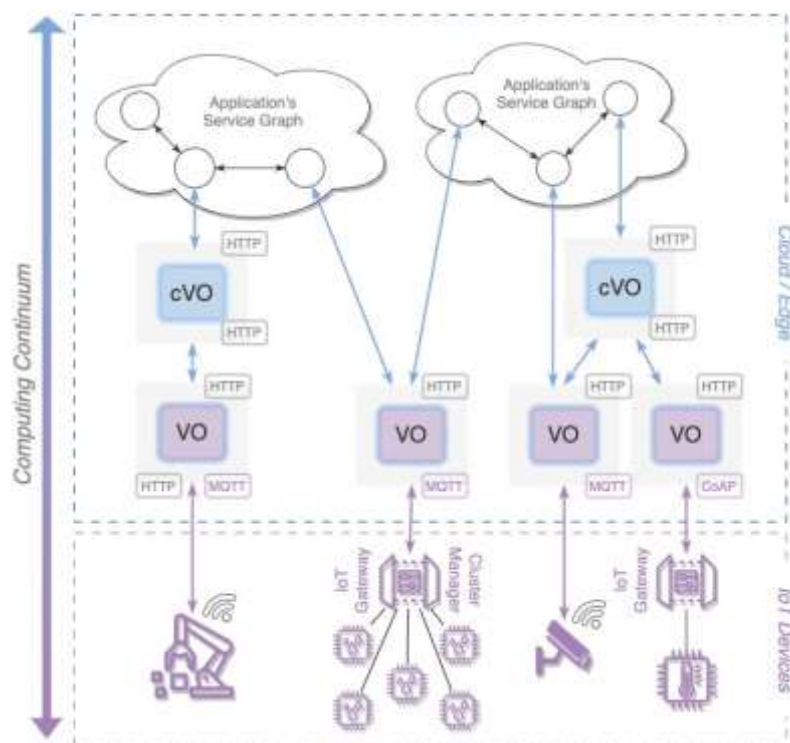 Application's
Service Graph
Application's
Service Graph
HTTP
HTTP
cVO
cVO
HTTP
HTTP
HTTP
HTTP
HTTP
HTTP
VO
VO
VO
VO
HTTP
MQTT
MQTT
MQTT
CoAP
IoT
Gateway
Cluster
Manager
IoT
Gateway
Computing Continuum
Cloud / Edge
IoT Devices